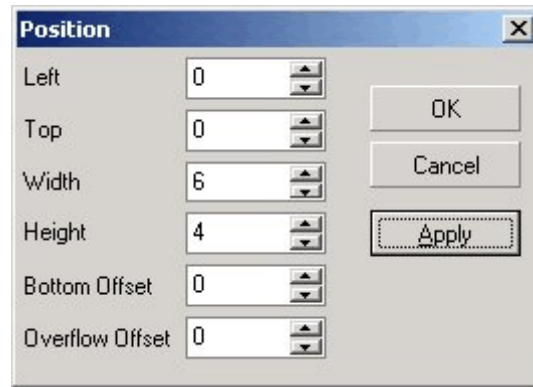 Position
Left 0
Top 0
Width 6
Height 4
Bottom Offset 0
Overflow Offset 0
OK
Cancel
Apply